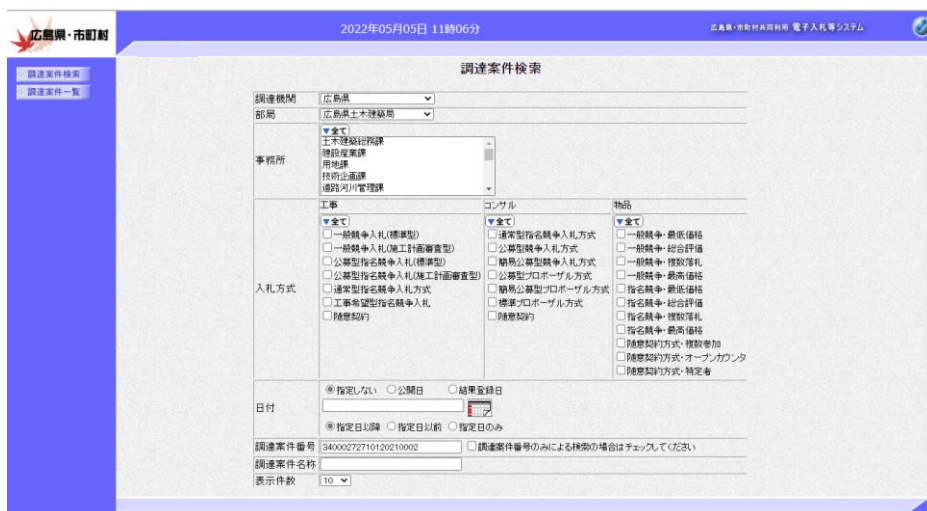 広島県・市町村
2022年05月05日 11時06分
広島県・市町村共同利用 電子入札等システム
調達案件検索
調達案件一覧
調達案件検索
調達機関 広島県
部局 広島県土木建築局
事務所
▼全て
土木建築総務課
建設産業課
用地課
技術企画課
道路河川管理課
入札方式
工事
▼全て
一般競争入札(標準型)
一般競争入札(施工計画審査型)
公募型指名競争入札(標準型)
公募型指名競争入札(施工計画審査型)
通常型指名競争入札方式
工事希望型指名競争入札
随意契約
コンサル
▼全て
通常型指名競争入札方式
公募型競争入札方式
簡易公募型競争入札方式
公募型プロポーザル方式
簡易公募型プロポーザル方式
標準プロポーザル方式
随意契約
物品
▼全て
一般競争・最低価格
一般競争・総合評価
一般競争・複数落札
一般競争・最高価格
指名競争・最低価格
指名競争・総合評価
指名競争・複数落札
指名競争・最高価格
随意契約方式・複数参加
随意契約方式・オープンカウンタ
随意契約方式・特定者
日付
指定しない 公開日 結果登録日
指定日以降 指定日以前 指定日のみ
調達案件番号 34000272710120210002 調達案件番号のみによる検索の場合はチェックしてください
調達案件名称
表示件数 10